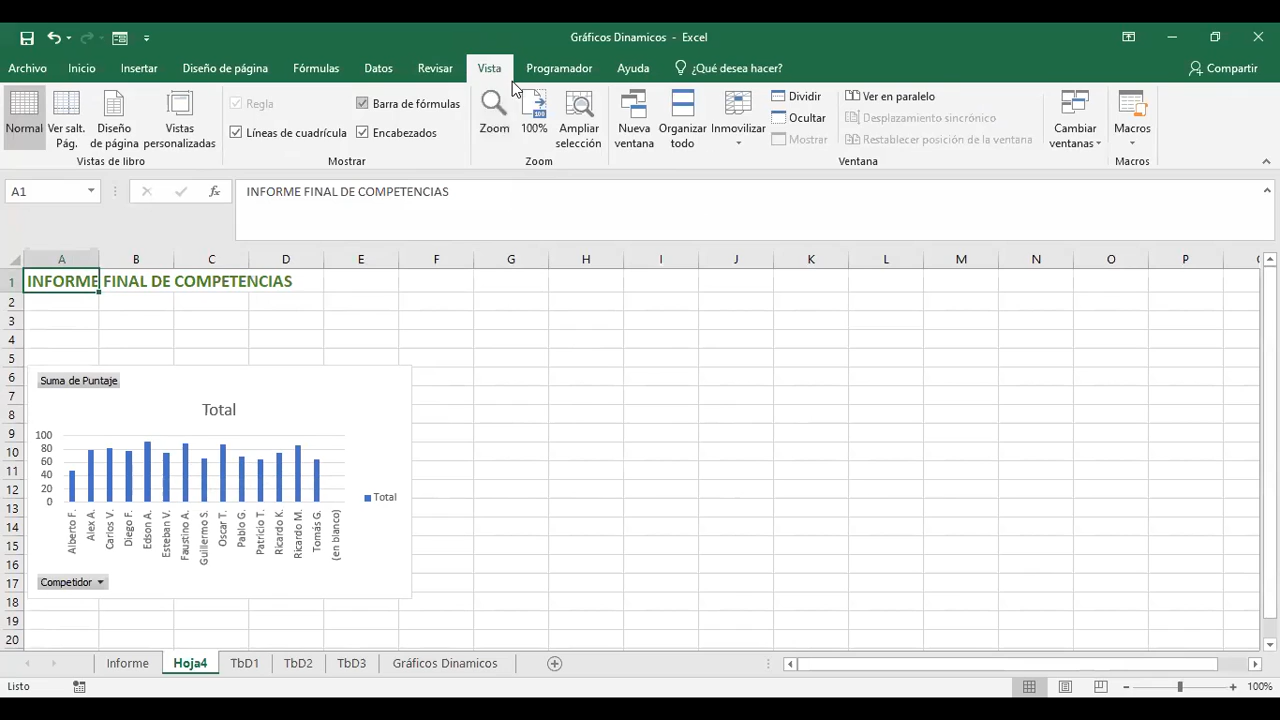 Gráficos Dinamicos - Excel
Archivo Inicio Insertar Diseño de página Fórmulas Datos Revisar Vista Programador Ayuda ¿Qué desea hacer? Compartir
Normal
Ver salt. Pág.
Diseño de página
Vistas personalizadas
Vistas de libro
Regla
Barra de fórmulas
Líneas de cuadrícula
Encabezados
Mostrar
Zoom
100%
Ampliar selección
Zoom
Nueva ventana
Organizar todo
Inmovilizar
Dividir
Ocultar
Mostrar
Ver en paralelo
Desplazamiento sincrónico
Restablecer posición de la ventana
Ventana
Cambiar ventanas
Macros
Macros
A1 fx INFORME FINAL DE COMPETENCIAS
A B C D E F G H I J K L M N O P
1 INFORME FINAL DE COMPETENCIAS
2
3
4
5
6
7
8
9
10
11
12
13
14
15
16
17
18
19
20
Suma de Puntaje
Total
100
80
60
40
20
0
Alberto F.
Alex A.
Carlos V.
Diego F.
Edson A.
Esteban V.
Faustino A.
Guillermo S.
Oscar T.
Pablo G.
Patricio T.
Ricardo K.
Ricardo M.
Tomás G.
(en blanco)
Total
Competidor
Informe Hoja4 TbD1 TbD2 TbD3 Gráficos Dinamicos
Listo 100%